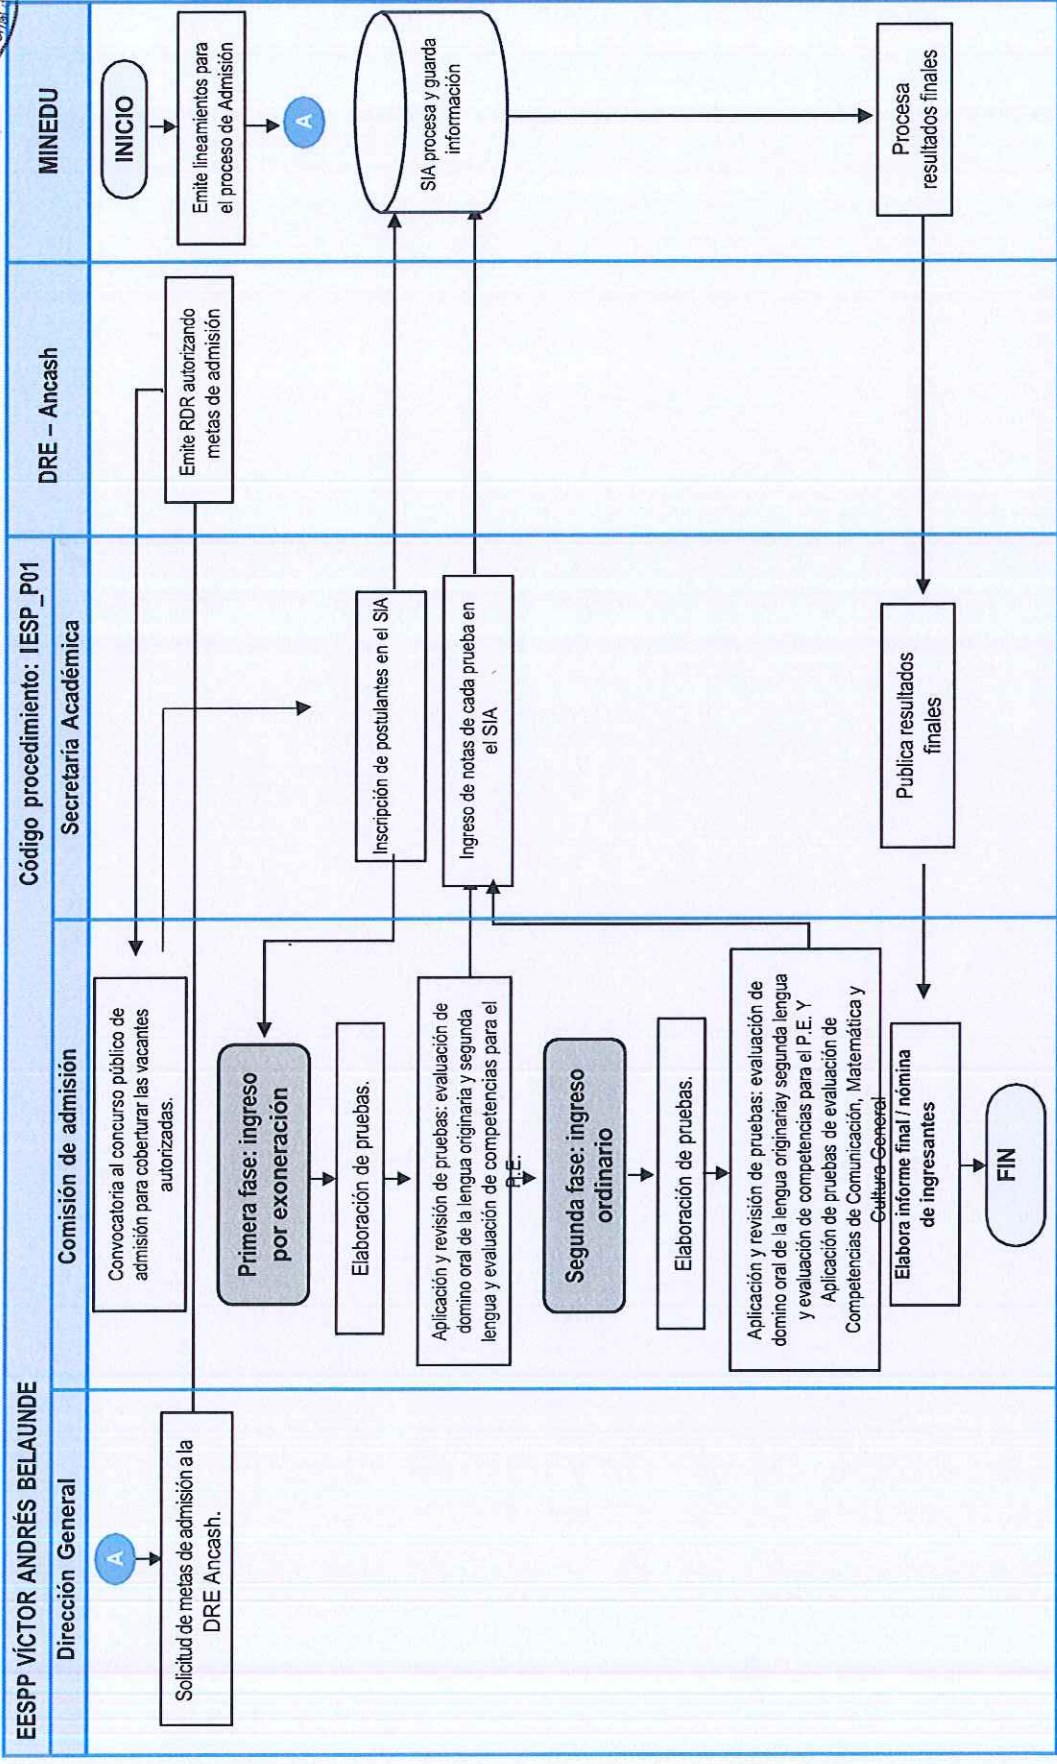 EESPP VÍCTOR ANDRÉS BELAUNDE
Código procedimiento: IESP_P01
Dirección General
Comisión de admisión
Secretaría Académica
DRE – Ancash
MINEDU
A
Solicitud de metas de admisión a la
DRE Ancash.
Convocatoria al concurso público de
admisión para coberturar las vacantes
autorizadas.
Primera fase: ingreso
por exoneración
Elaboración de pruebas.
Aplicación y revisión de pruebas: evaluación de
domino oral de la lengua originaria y segunda
lengua y evaluación de competencias para el
P.E.
Segunda fase: ingreso
ordinario
Elaboración de pruebas.
Aplicación y revisión de pruebas: evaluación de
domino oral de la lengua originariay segunda lengua
y evaluación de competencias para el P.E. Y
Aplicación de pruebas de evaluación de
Competencias de Comunicación, Matemática y
Cultura General
Elabora informe final / nómina
de ingresantes
FIN
Inscripción de postulantes en el SIA
Ingreso de notas de cada prueba en
el SIA
Publica resultados
finales
Emite RDR autorizando
metas de admisión
INICIO
Emite lineamientos para
el proceso de Admisión
A
SIA procesa y guarda
información
Procesa
resultados finales